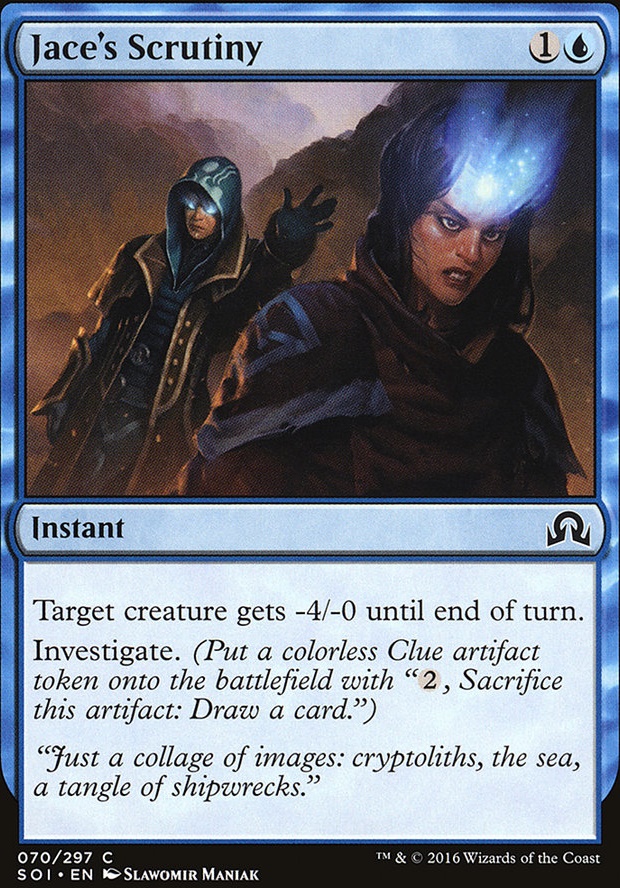 Jace's Scrutiny 1
Instant
Target creature gets -4/-0 until end of turn.
Investigate. (Put a colorless Clue artifact
token onto the battlefield with “2, Sacrifice
this artifact: Draw a card.”)
“Just a collage of images: cryptoliths, the sea,
a tangle of shipwrecks.”
070/297 C
SOI • EN Slawomir Maniak
™ & © 2016 Wizards of the Coast